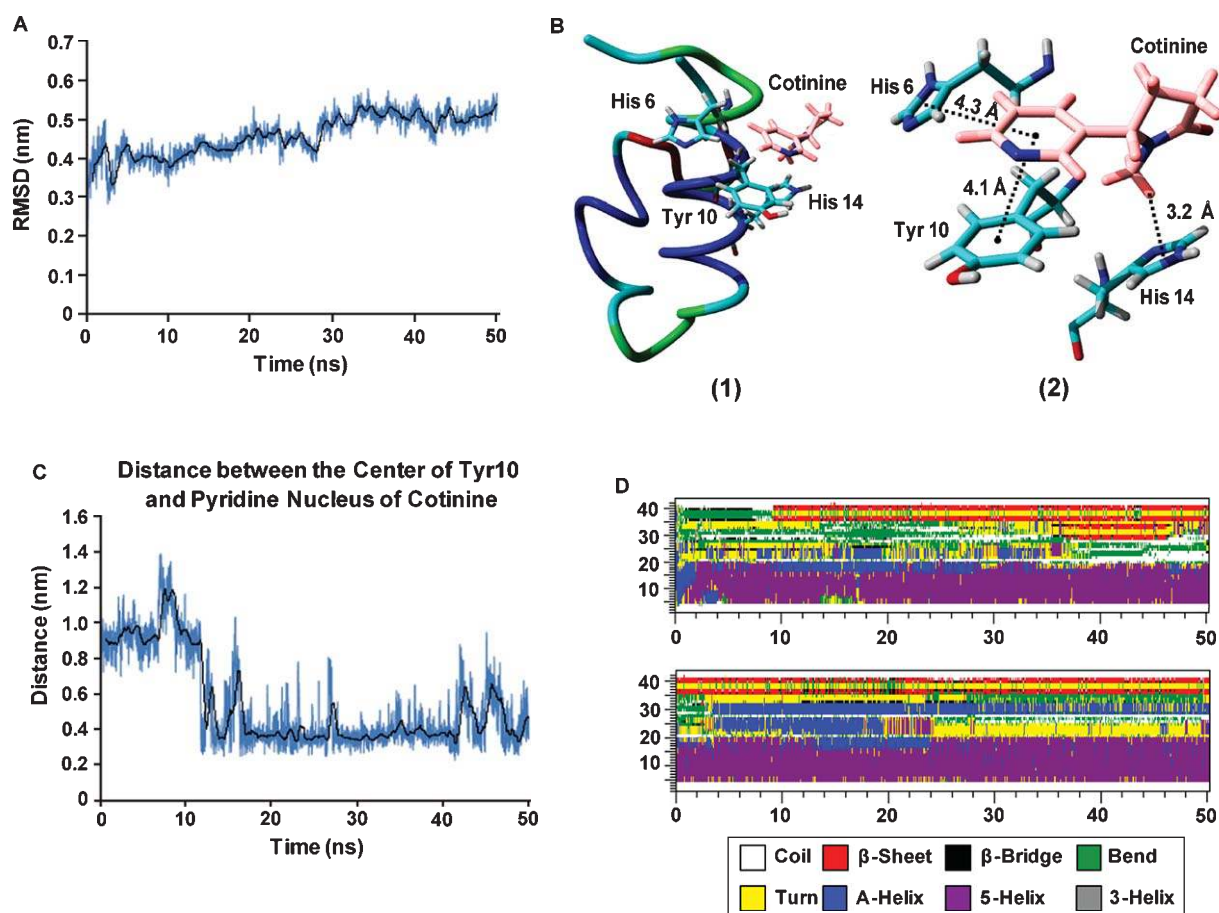 A
RMSD (nm)
0.7
0.6
0.5
0.4
0.3
0.2
0.1
0
0 10 20 30 40 50
Time (ns)
B
His 6
Cotinine
Tyr 10
His 14
(1)
His 6
Cotinine
4.3 Å
4.1 Å
Tyr 10
3.2 Å
His 14
(2)
C
Distance between the Center of Tyr10
and Pyridine Nucleus of Cotinine
Distance (nm)
1.6
1.4
1.2
1.0
0.8
0.6
0.4
0.2
0
0 10 20 30 40 50
Time (ns)
D
40
30
20
10
0 10 20 30 40 50
40
30
20
10
0 10 20 30 40 50
Coil β-Sheet β-Bridge Bend
Turn A-Helix 5-Helix 3-Helix